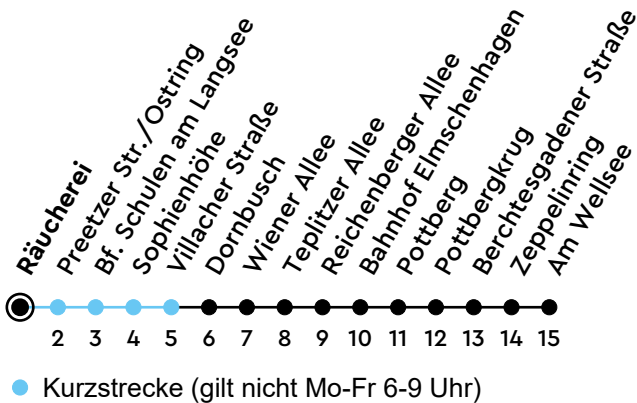 Räucherei
Preetzer Str./Ostring
Bf. Schulen am Langsee
Sophienhöhe
Villacher Straße
Dornbusch
Wiener Allee
Teplitzer Allee
Reichenberger Allee
Bahnhof Elmschenhagen
Pottberg
Pottbergkrug
Berchtesgadener Straße
Zeppelinring
Am Wellsee
2 3 4 5 6 7 8 9 10 11 12 13 14 15
Kurzstrecke (gilt nicht Mo-Fr 6-9 Uhr)